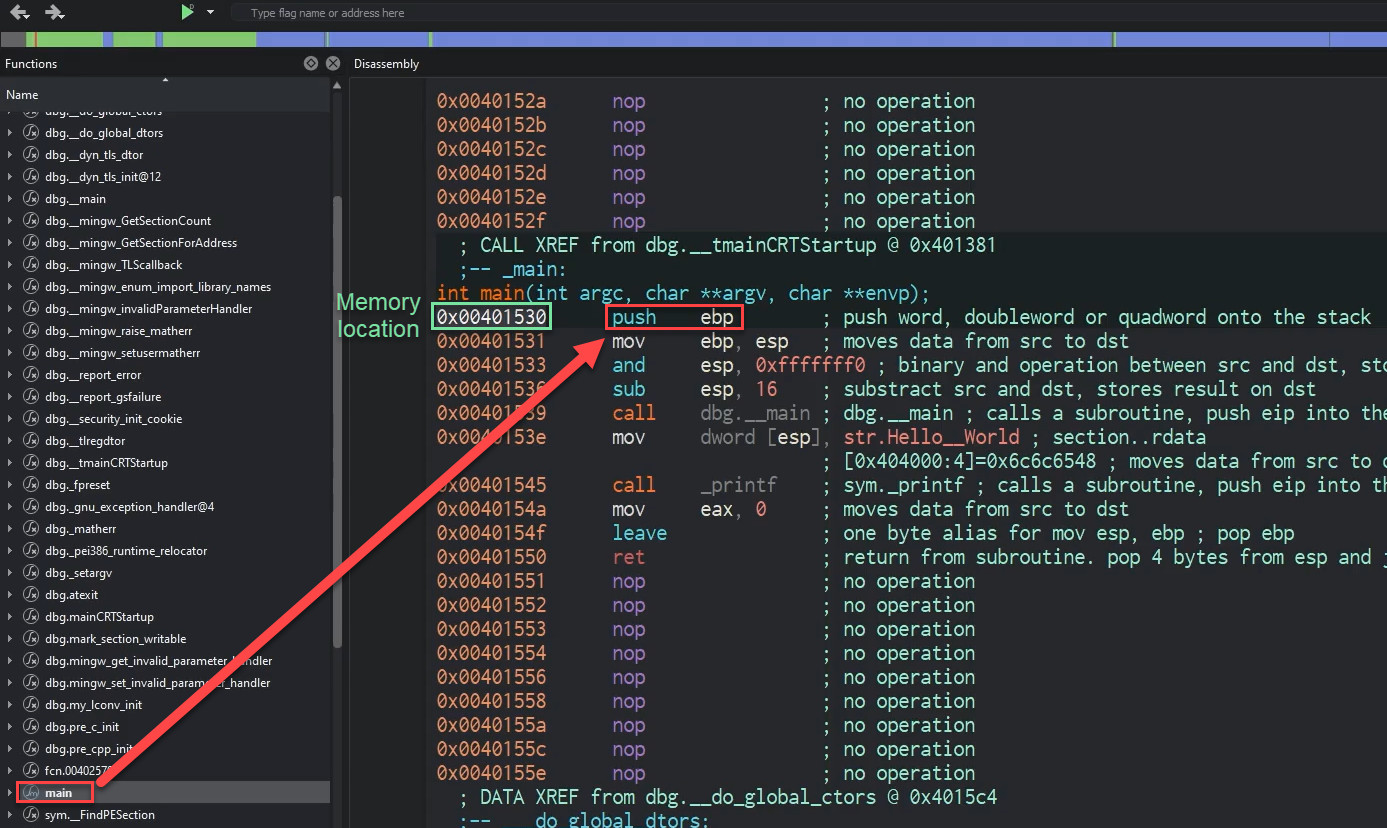 Type flag name or address here
Functions
Disassembly
Name
dbg.__do_global_ctors
dbg.__do_global_dtors
dbg.__dyn_tls_dtor
dbg.__dyn_tls_init@12
dbg.__main
dbg.__mingw_GetSectionCount
dbg.__mingw_GetSectionForAddress
dbg.__mingw_TLScallback
dbg.__mingw_enum_import_library_names
dbg.__mingw_invalidParameterHandler
dbg.__mingw_raise_matherr
dbg.__mingw_setusermatherr
dbg.__report_error
dbg.__report_gsfailure
dbg.__security_init_cookie
dbg.__tlregdtor
dbg.__tmainCRTStartup
dbg._fpreset
dbg._gnu_exception_handler@4
dbg._matherr
dbg._pei386_runtime_relocator
dbg._setargv
dbg.atexit
dbg.mainCRTStartup
dbg.mark_section_writable
dbg.mingw_get_invalid_parameter_handler
dbg.mingw_set_invalid_parameter_handler
dbg.my_lconv_init
dbg.pre_c_init
dbg.pre_cpp_init
fcn.0040257
main
sym.__FindPESection
Memory
location
0x0040152a nop ; no operation
0x0040152b nop ; no operation
0x0040152c nop ; no operation
0x0040152d nop ; no operation
0x0040152e nop ; no operation
0x0040152f nop ; no operation
; CALL XREF from dbg.__tmainCRTStartup @ 0x401381
;-- _main:
int main(int argc, char **argv, char **envp);
0x00401530 push ebp ; push word, doubleword or quadword onto the stack
0x00401531 mov ebp, esp ; moves data from src to dst
0x00401533 and esp, 0xfffffff0 ; binary and operation between src and dst, sto
0x00401536 sub esp, 16 ; substract src and dst, stores result on dst
0x00401539 call dbg.__main ; dbg.__main ; calls a subroutine, push eip into the
0x0040153e mov dword [esp], str.Hello__World ; section..rdata
; [0x404000:4]=0x6c6c6548 ; moves data from src to d
0x00401545 call _printf ; sym._printf ; calls a subroutine, push eip into th
0x0040154a mov eax, 0 ; moves data from src to dst
0x0040154f leave ; one byte alias for mov esp, ebp ; pop ebp
0x00401550 ret ; return from subroutine. pop 4 bytes from esp and j
0x00401551 nop ; no operation
0x00401552 nop ; no operation
0x00401553 nop ; no operation
0x00401554 nop ; no operation
0x00401556 nop ; no operation
0x00401558 nop ; no operation
0x0040155a nop ; no operation
0x0040155c nop ; no operation
0x0040155e nop ; no operation
; DATA XREF from dbg.__do_global_ctors @ 0x4015c4
;-- __do_global_dtors: